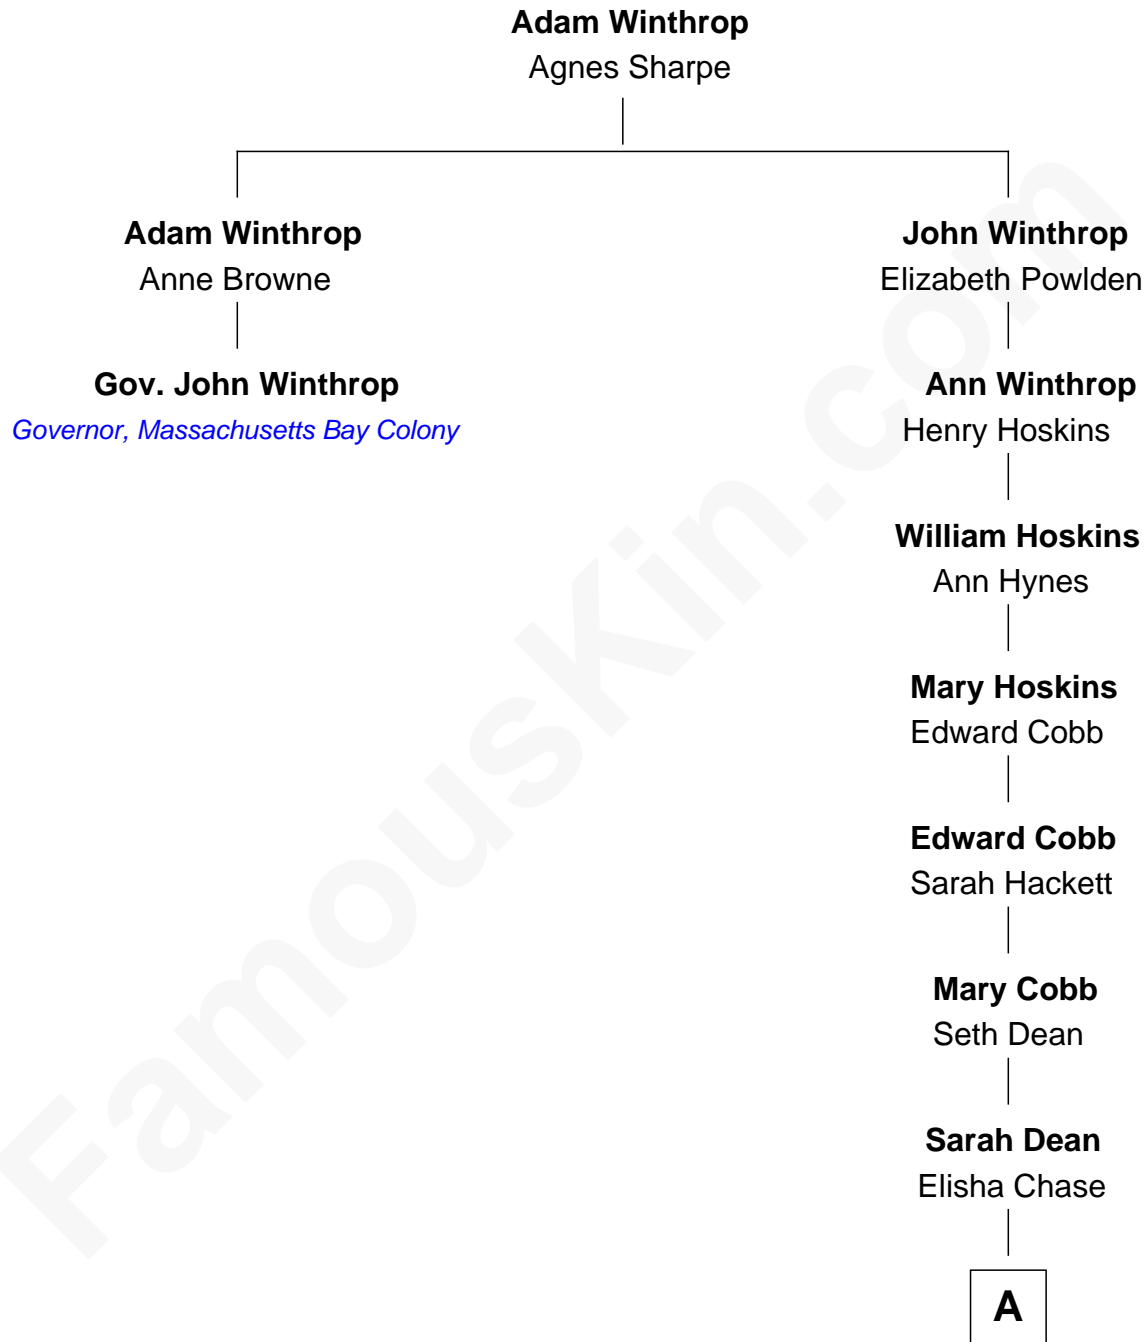 Adam Winthrop
Agnes Sharpe
Adam Winthrop
Anne Browne
Gov. John Winthrop
Governor, Massachusetts Bay Colony
John Winthrop
Elizabeth Powlden
Ann Winthrop
Henry Hoskins
William Hoskins
Ann Hynes
Mary Hoskins
Edward Cobb
Edward Cobb
Sarah Hackett
Mary Cobb
Seth Dean
Sarah Dean
Elisha Chase
A
FamousKin.com